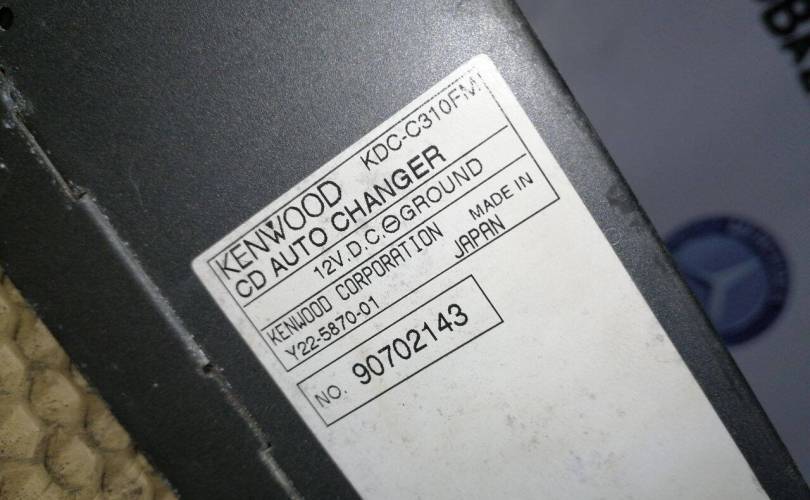 KENWOOD KDC-C310FM
CD AUTO CHANGER
12V.D.C.⊖GROUND
KENWOOD CORPORATION MADE IN
Y22-5870-01 JAPAN
NO. 90702143